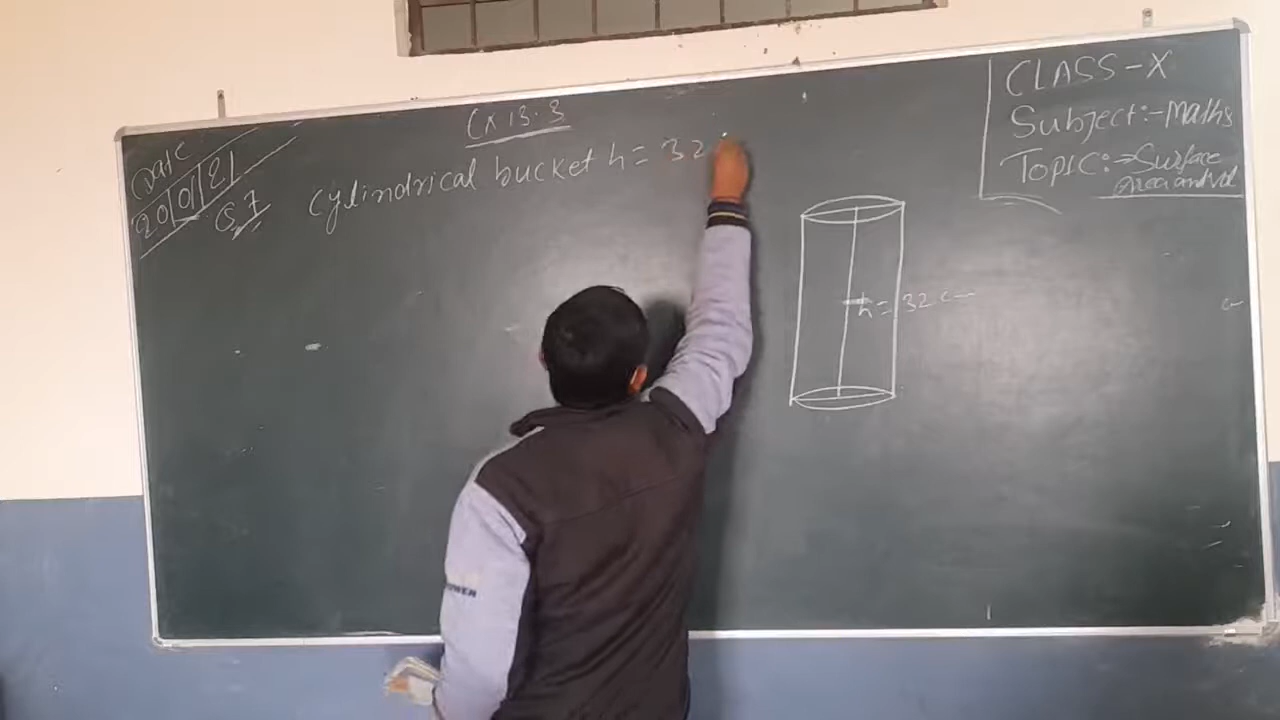 Ex 13.3
Date
20/01/21
Q.7
Cylindrical bucket h = 32
h = 32 cm
CLASS-X
Subject:-Maths
Topic:→Surface
area and vol